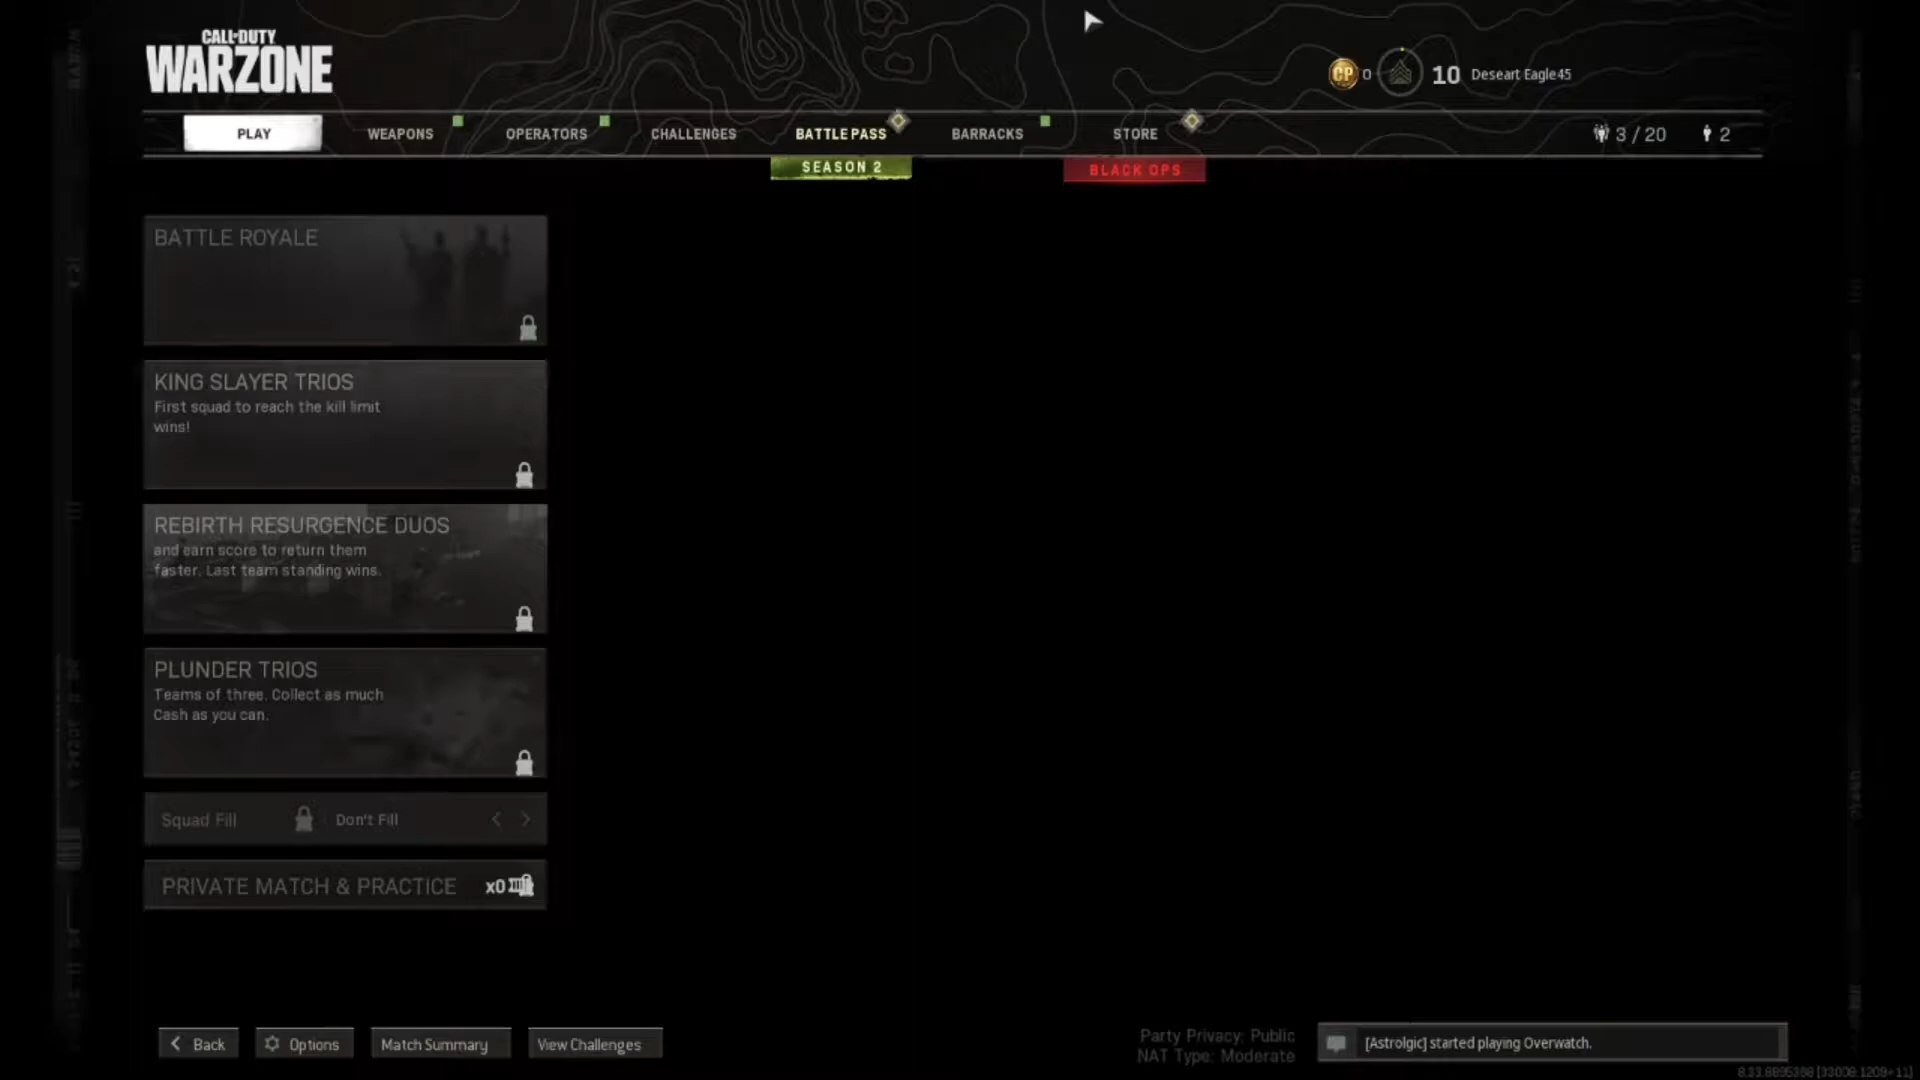 CALL OF DUTY
WARZONE
CP 0
10 Deseart Eagle45
PLAY
WEAPONS
OPERATORS
CHALLENGES
BATTLE PASS
BARRACKS
STORE
3 / 20
2
SEASON 2
BLACK OPS
BATTLE ROYALE
KING SLAYER TRIOS
First squad to reach the kill limit
wins!
REBIRTH RESURGENCE DUOS
and earn score to return them
faster. Last team standing wins.
PLUNDER TRIOS
Teams of three. Collect as much
Cash as you can.
Squad Fill Don't Fill
PRIVATE MATCH & PRACTICE x0
Back
Options
Match Summary
View Challenges
Party Privacy: Public
NAT Type: Moderate
[Astrolgic] started playing Overwatch.